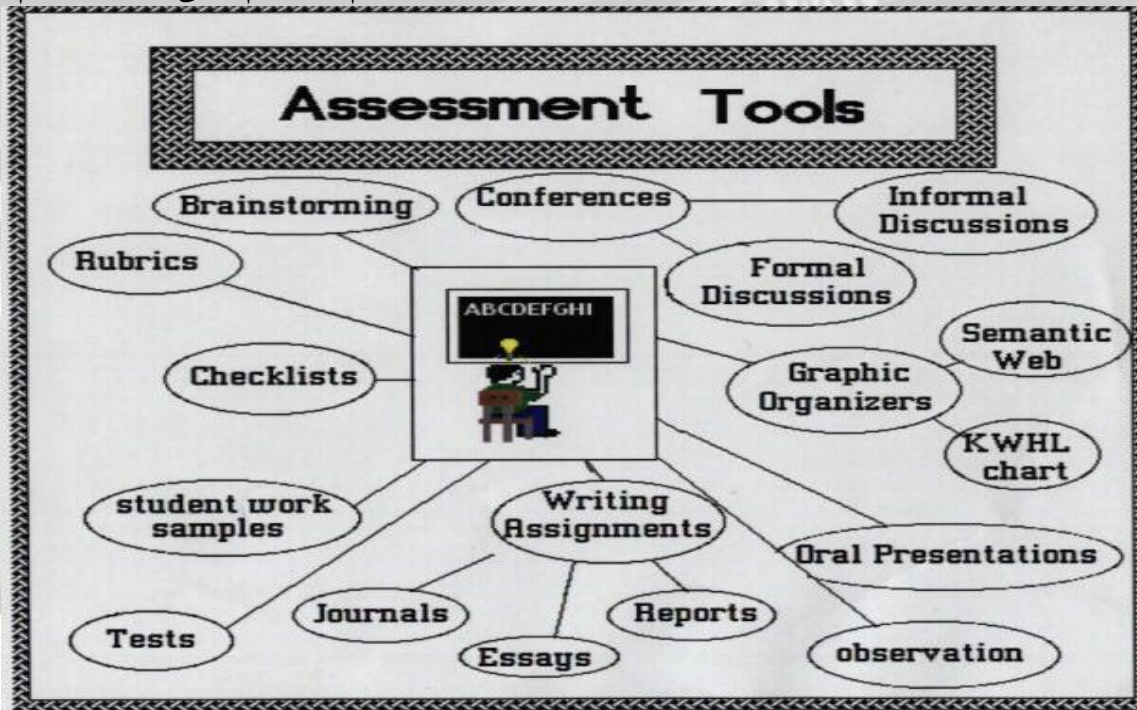 Assessment Tools
Brainstorming
Conferences
Informal
Discussions
Rubrics
Formal
Discussions
ABCDEFGHI
Semantic
Web
Checklists
Graphic
Organizers
KWHL
chart
student work
samples
Writing
Assignments
Oral Presentations
Journals
Reports
Tests
Essays
observation